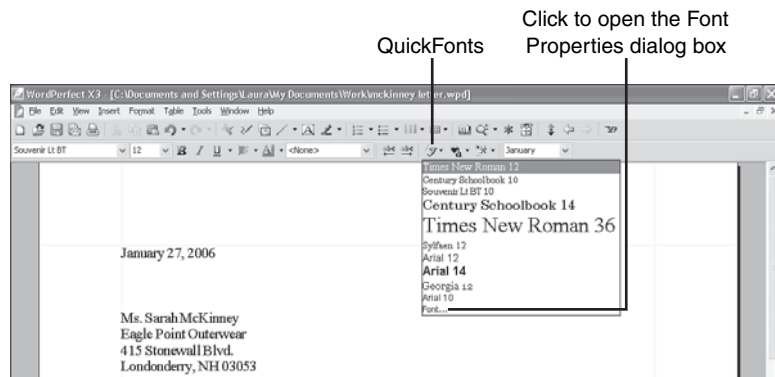 Click to open the Font
QuickFonts Properties dialog box
WordPerfect X3 - [C:\Documents and Settings\Laura\My Documents\Work\mckinney letter.wpd]
File Edit View Insert Format Table Tools Window Help
Souvenir Lt BT 12 B I U <None> January
Times New Roman 12
Century Schoolbook 10
Souvenir Lt BT 10
Century Schoolbook 14
Times New Roman 36
Sylfaen 12
Arial 12
Arial 14
Georgia 12
Arial 10
Font...
January 27, 2006
Ms. Sarah McKinney
Eagle Point Outerwear
415 Stonewall Blvd.
Londonderry, NH 03053